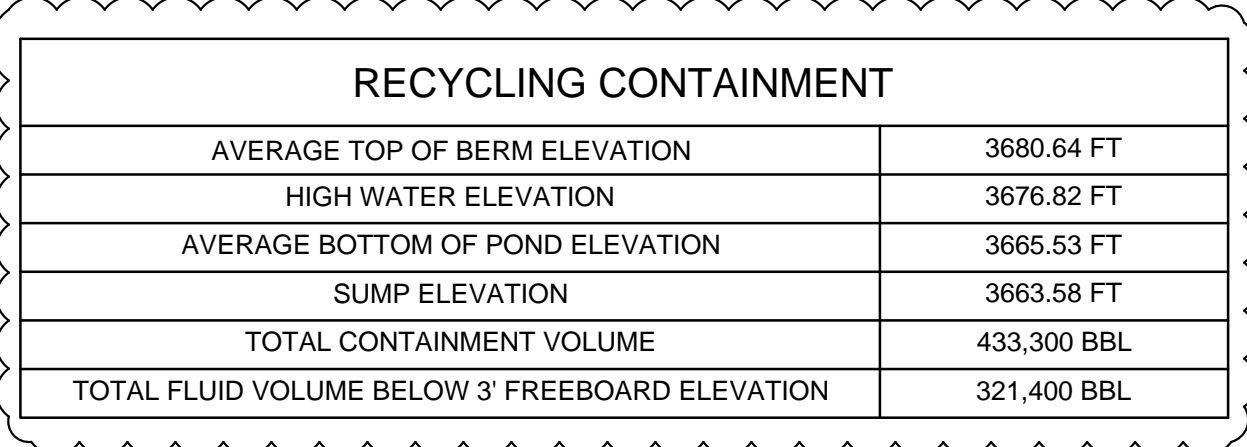 RECYCLING CONTAINMENT
AVERAGE TOP OF BERM ELEVATION 3680.64 FT
HIGH WATER ELEVATION 3676.82 FT
AVERAGE BOTTOM OF POND ELEVATION 3665.53 FT
SUMP ELEVATION 3663.58 FT
TOTAL CONTAINMENT VOLUME 433,300 BBL
TOTAL FLUID VOLUME BELOW 3' FREEBOARD ELEVATION 321,400 BBL